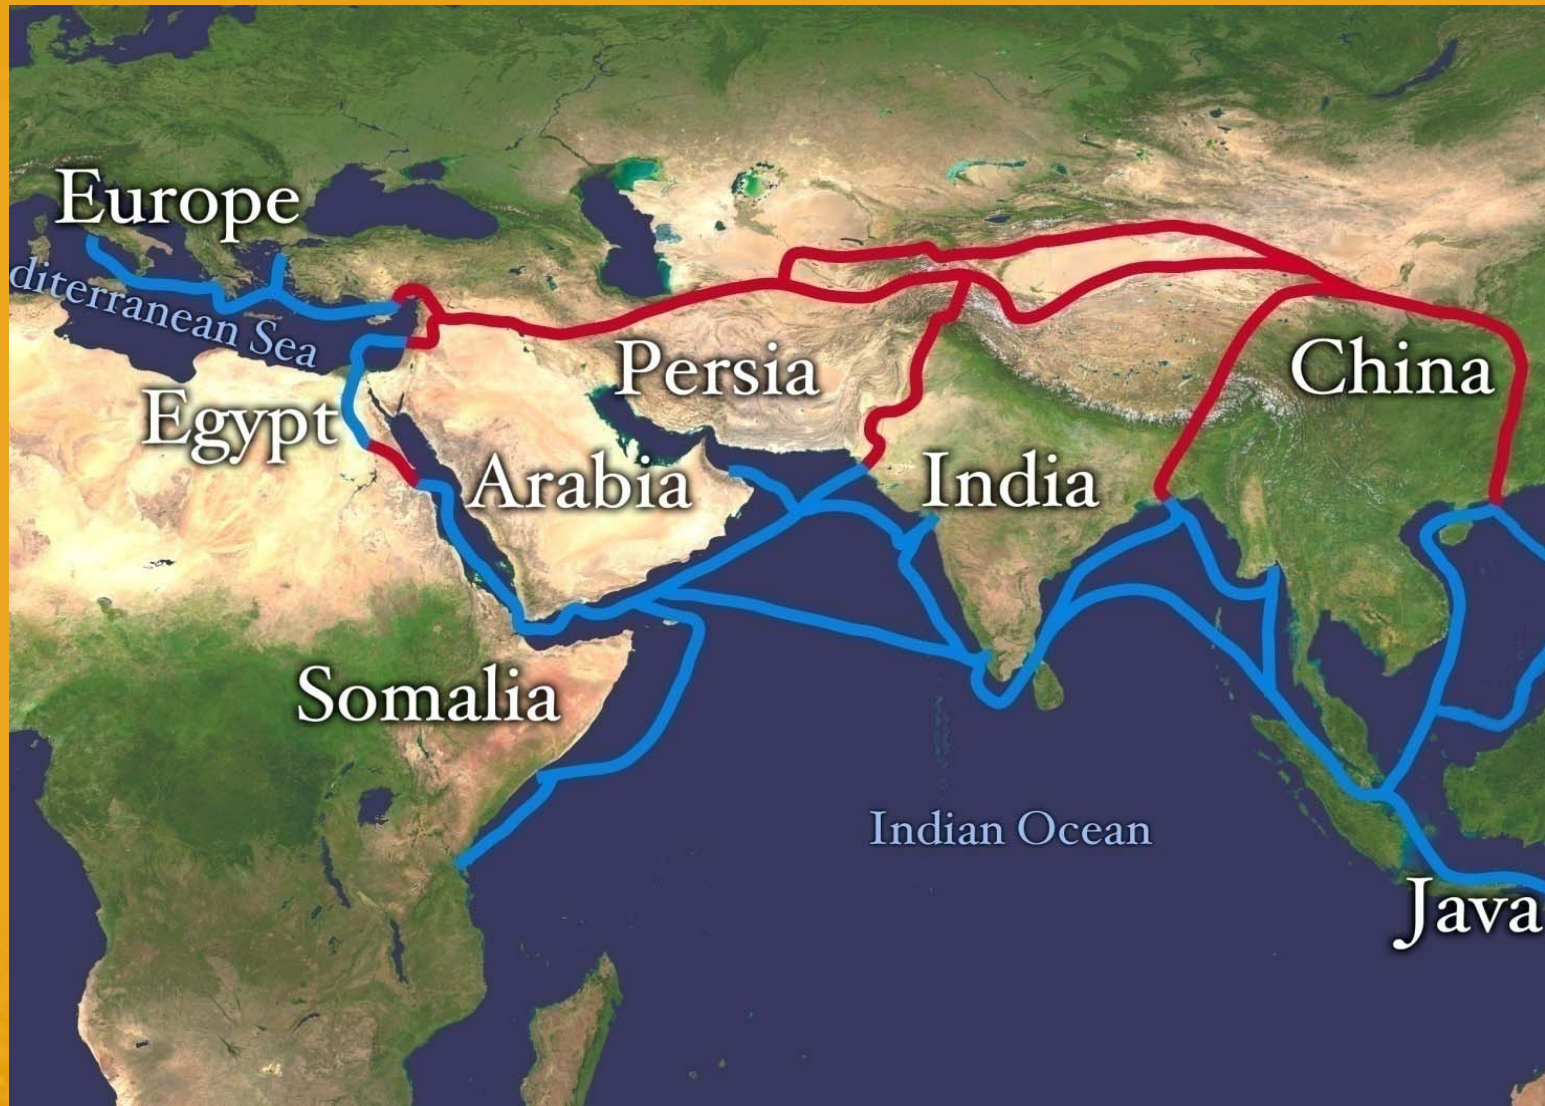 Europe
diterranean Sea
Egypt
Persia
China
Arabia
India
Somalia
Indian Ocean
Java